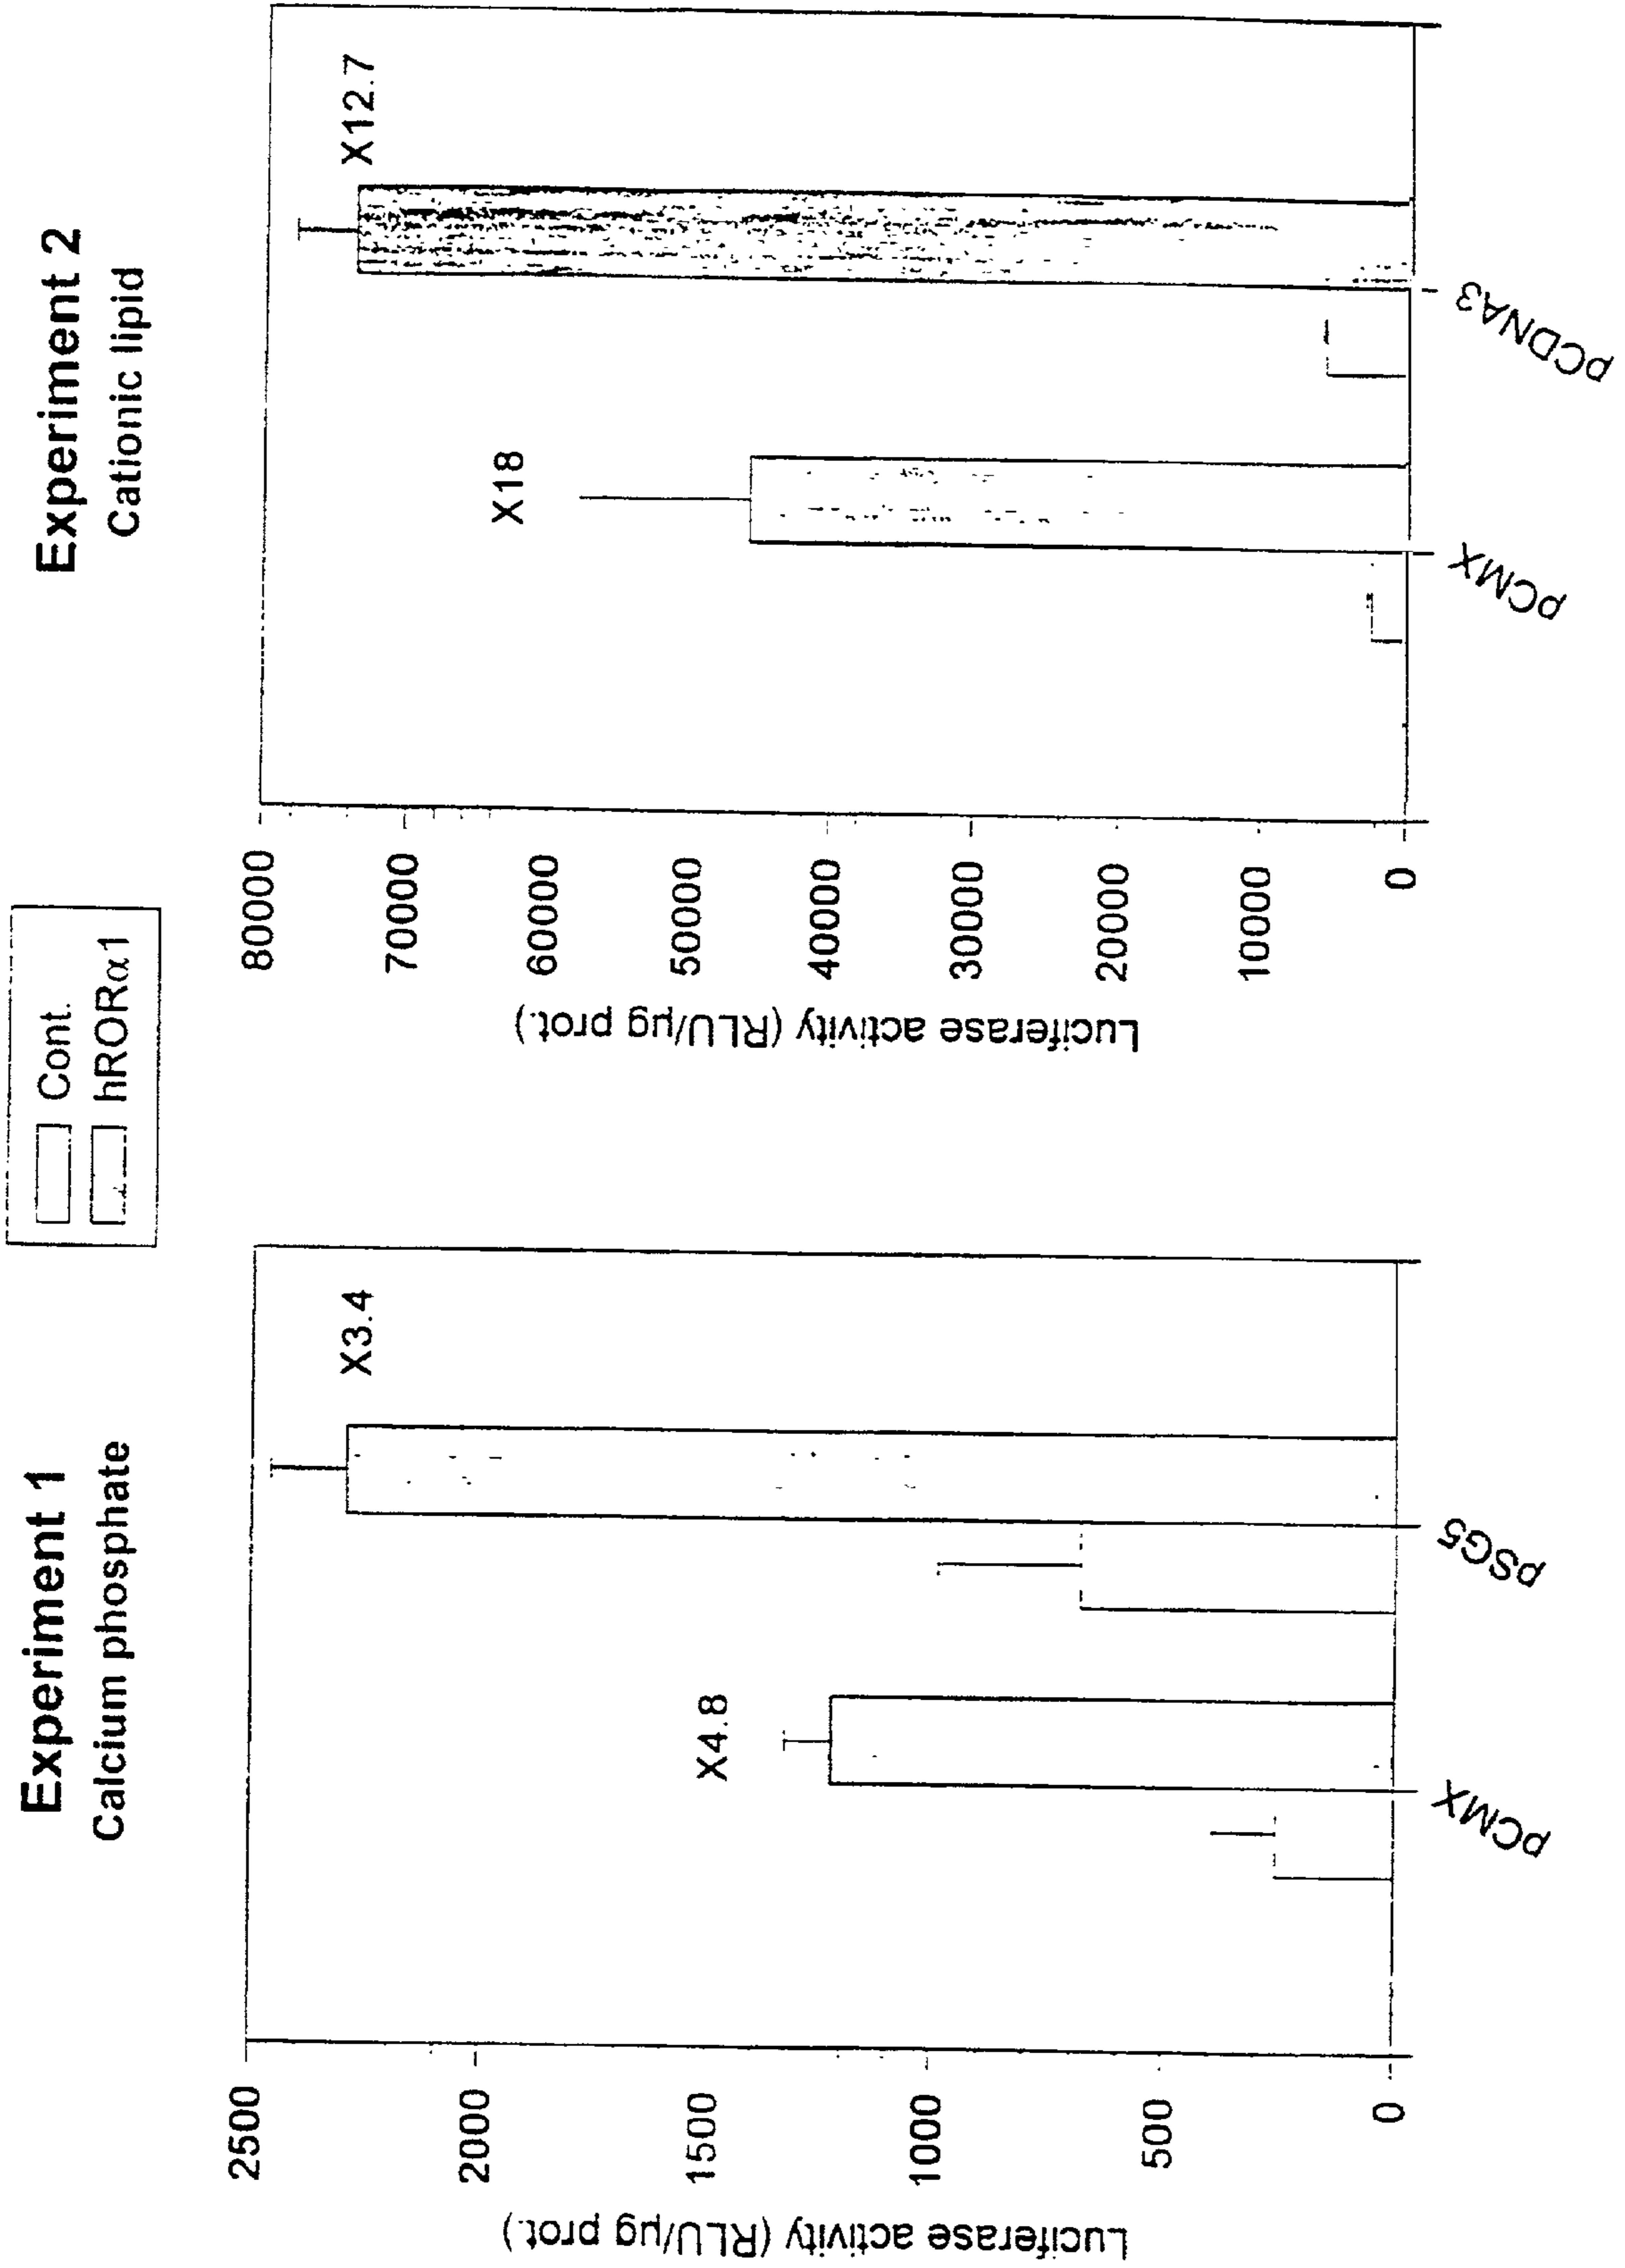 Cont.
hRORα1
Experiment 1
Calcium phosphate
Luciferase activity (RLU/µg prot.)
2500
2000
1500
1000
500
0
X4.8
X3.4
pCMX
pSG5
Experiment 2
Cationic lipid
Luciferase activity (RLU/µg prot.)
80000
70000
60000
50000
40000
30000
20000
10000
0
X18
X12.7
pCMX
pCDNA3